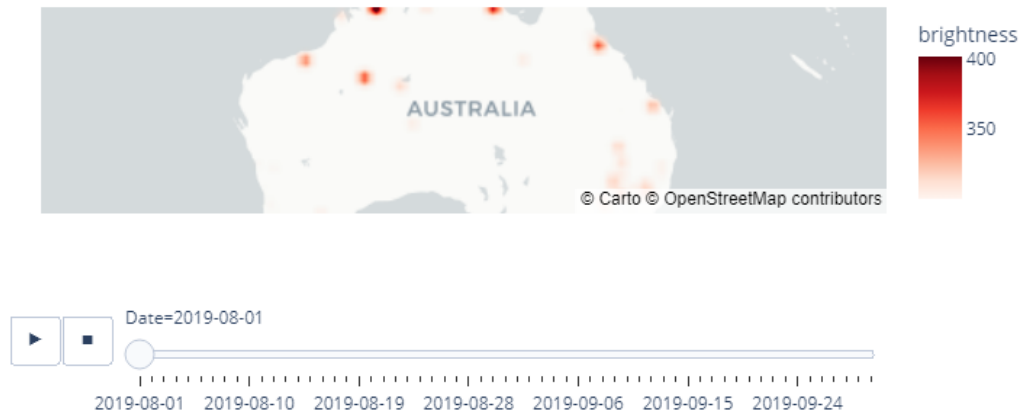 brightness
400
350
AUSTRALIA
© Carto © OpenStreetMap contributors
Date=2019-08-01
2019-08-01 2019-08-10 2019-08-19 2019-08-28 2019-09-06 2019-09-15 2019-09-24